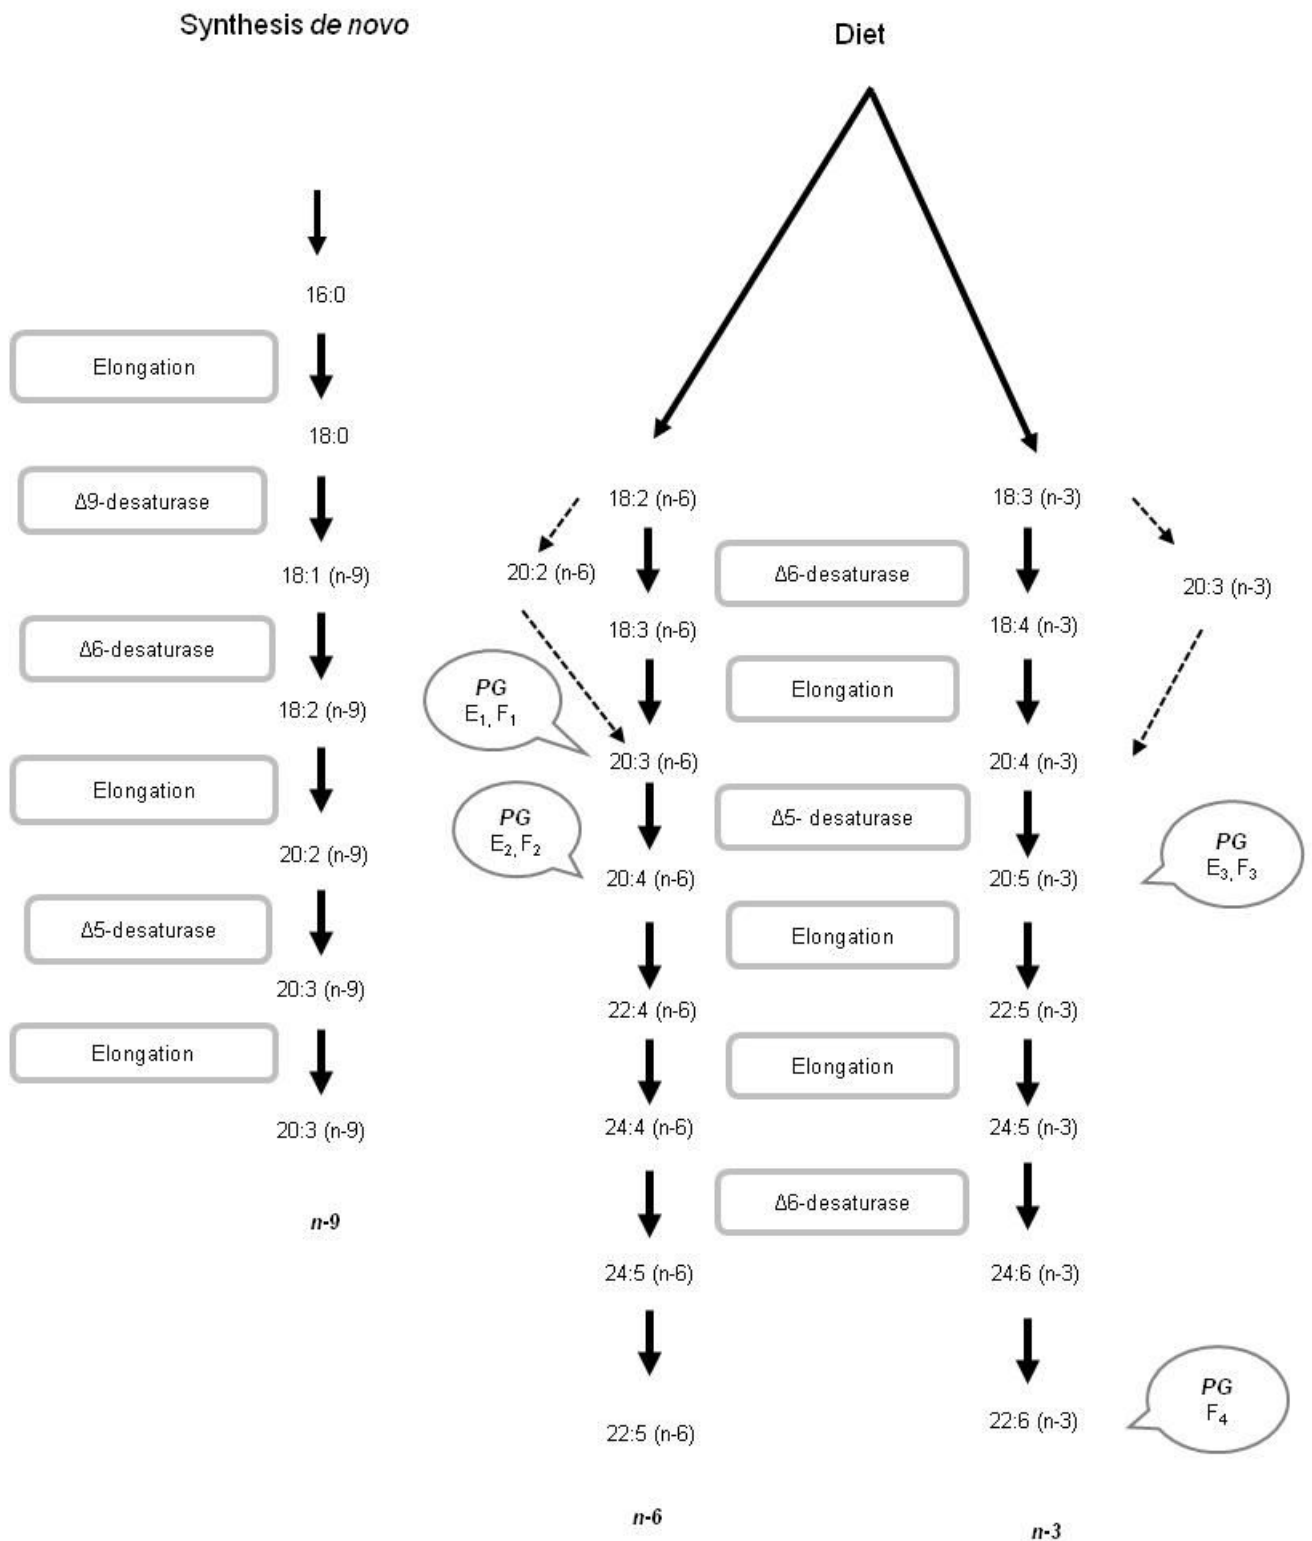 Synthesis de novo
Diet
16:0
Elongation
18:0
Δ9-desaturase
18:1 (n-9)
Δ6-desaturase
18:2 (n-9)
Elongation
20:2 (n-9)
Δ5-desaturase
20:3 (n-9)
Elongation
20:3 (n-9)
n-9
18:2 (n-6)
20:2 (n-6)
18:3 (n-6)
PG
E₁, F₁
20:3 (n-6)
PG
E₂, F₂
20:4 (n-6)
22:4 (n-6)
24:4 (n-6)
24:5 (n-6)
22:5 (n-6)
n-6
Δ6-desaturase
Elongation
Δ5- desaturase
Elongation
Elongation
Δ6-desaturase
18:3 (n-3)
20:3 (n-3)
18:4 (n-3)
20:4 (n-3)
PG
E₃, F₃
20:5 (n-3)
22:5 (n-3)
24:5 (n-3)
24:6 (n-3)
PG
F₄
22:6 (n-3)
n-3